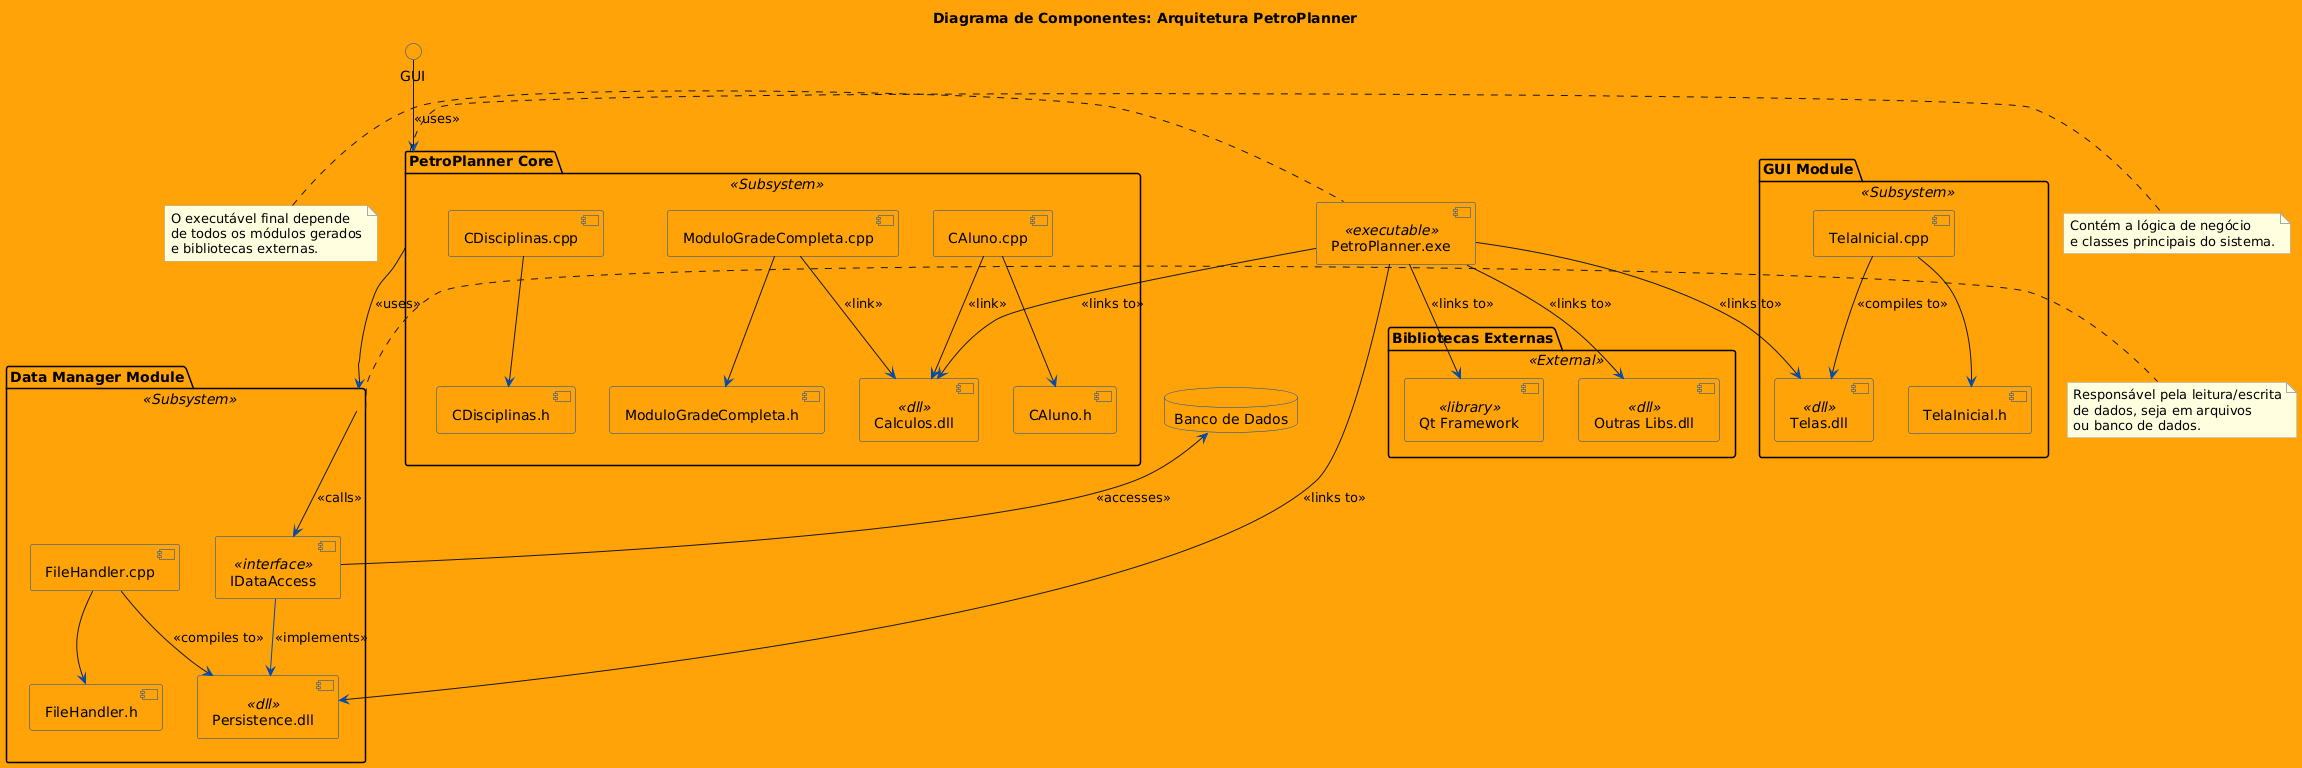 Diagrama de Componentes: Arquitetura PetroPlanner
GUI
«uses»
PetroPlanner Core
«Subsystem»
CDisciplinas.cpp
ModuloGradeCompleta.cpp
CAluno.cpp
«link»
«link»
CDisciplinas.h
ModuloGradeCompleta.h
«dll»
Calculos.dll
CAluno.h
O executável final depende
de todos os módulos gerados
e bibliotecas externas.
«uses»
«executable»
PetroPlanner.exe
«links to»
«links to»
«links to»
«links to»
«links to»
GUI Module
«Subsystem»
TelaInicial.cpp
«compiles to»
«dll»
Telas.dll
TelaInicial.h
Contém a lógica de negócio
e classes principais do sistema.
Bibliotecas Externas
«External»
«library»
Qt Framework
«dll»
Outras Libs.dll
Banco de Dados
«accesses»
Responsável pela leitura/escrita
de dados, seja em arquivos
ou banco de dados.
Data Manager Module
«Subsystem»
«calls»
FileHandler.cpp
«interface»
IDataAccess
«compiles to»
«implements»
FileHandler.h
«dll»
Persistence.dll